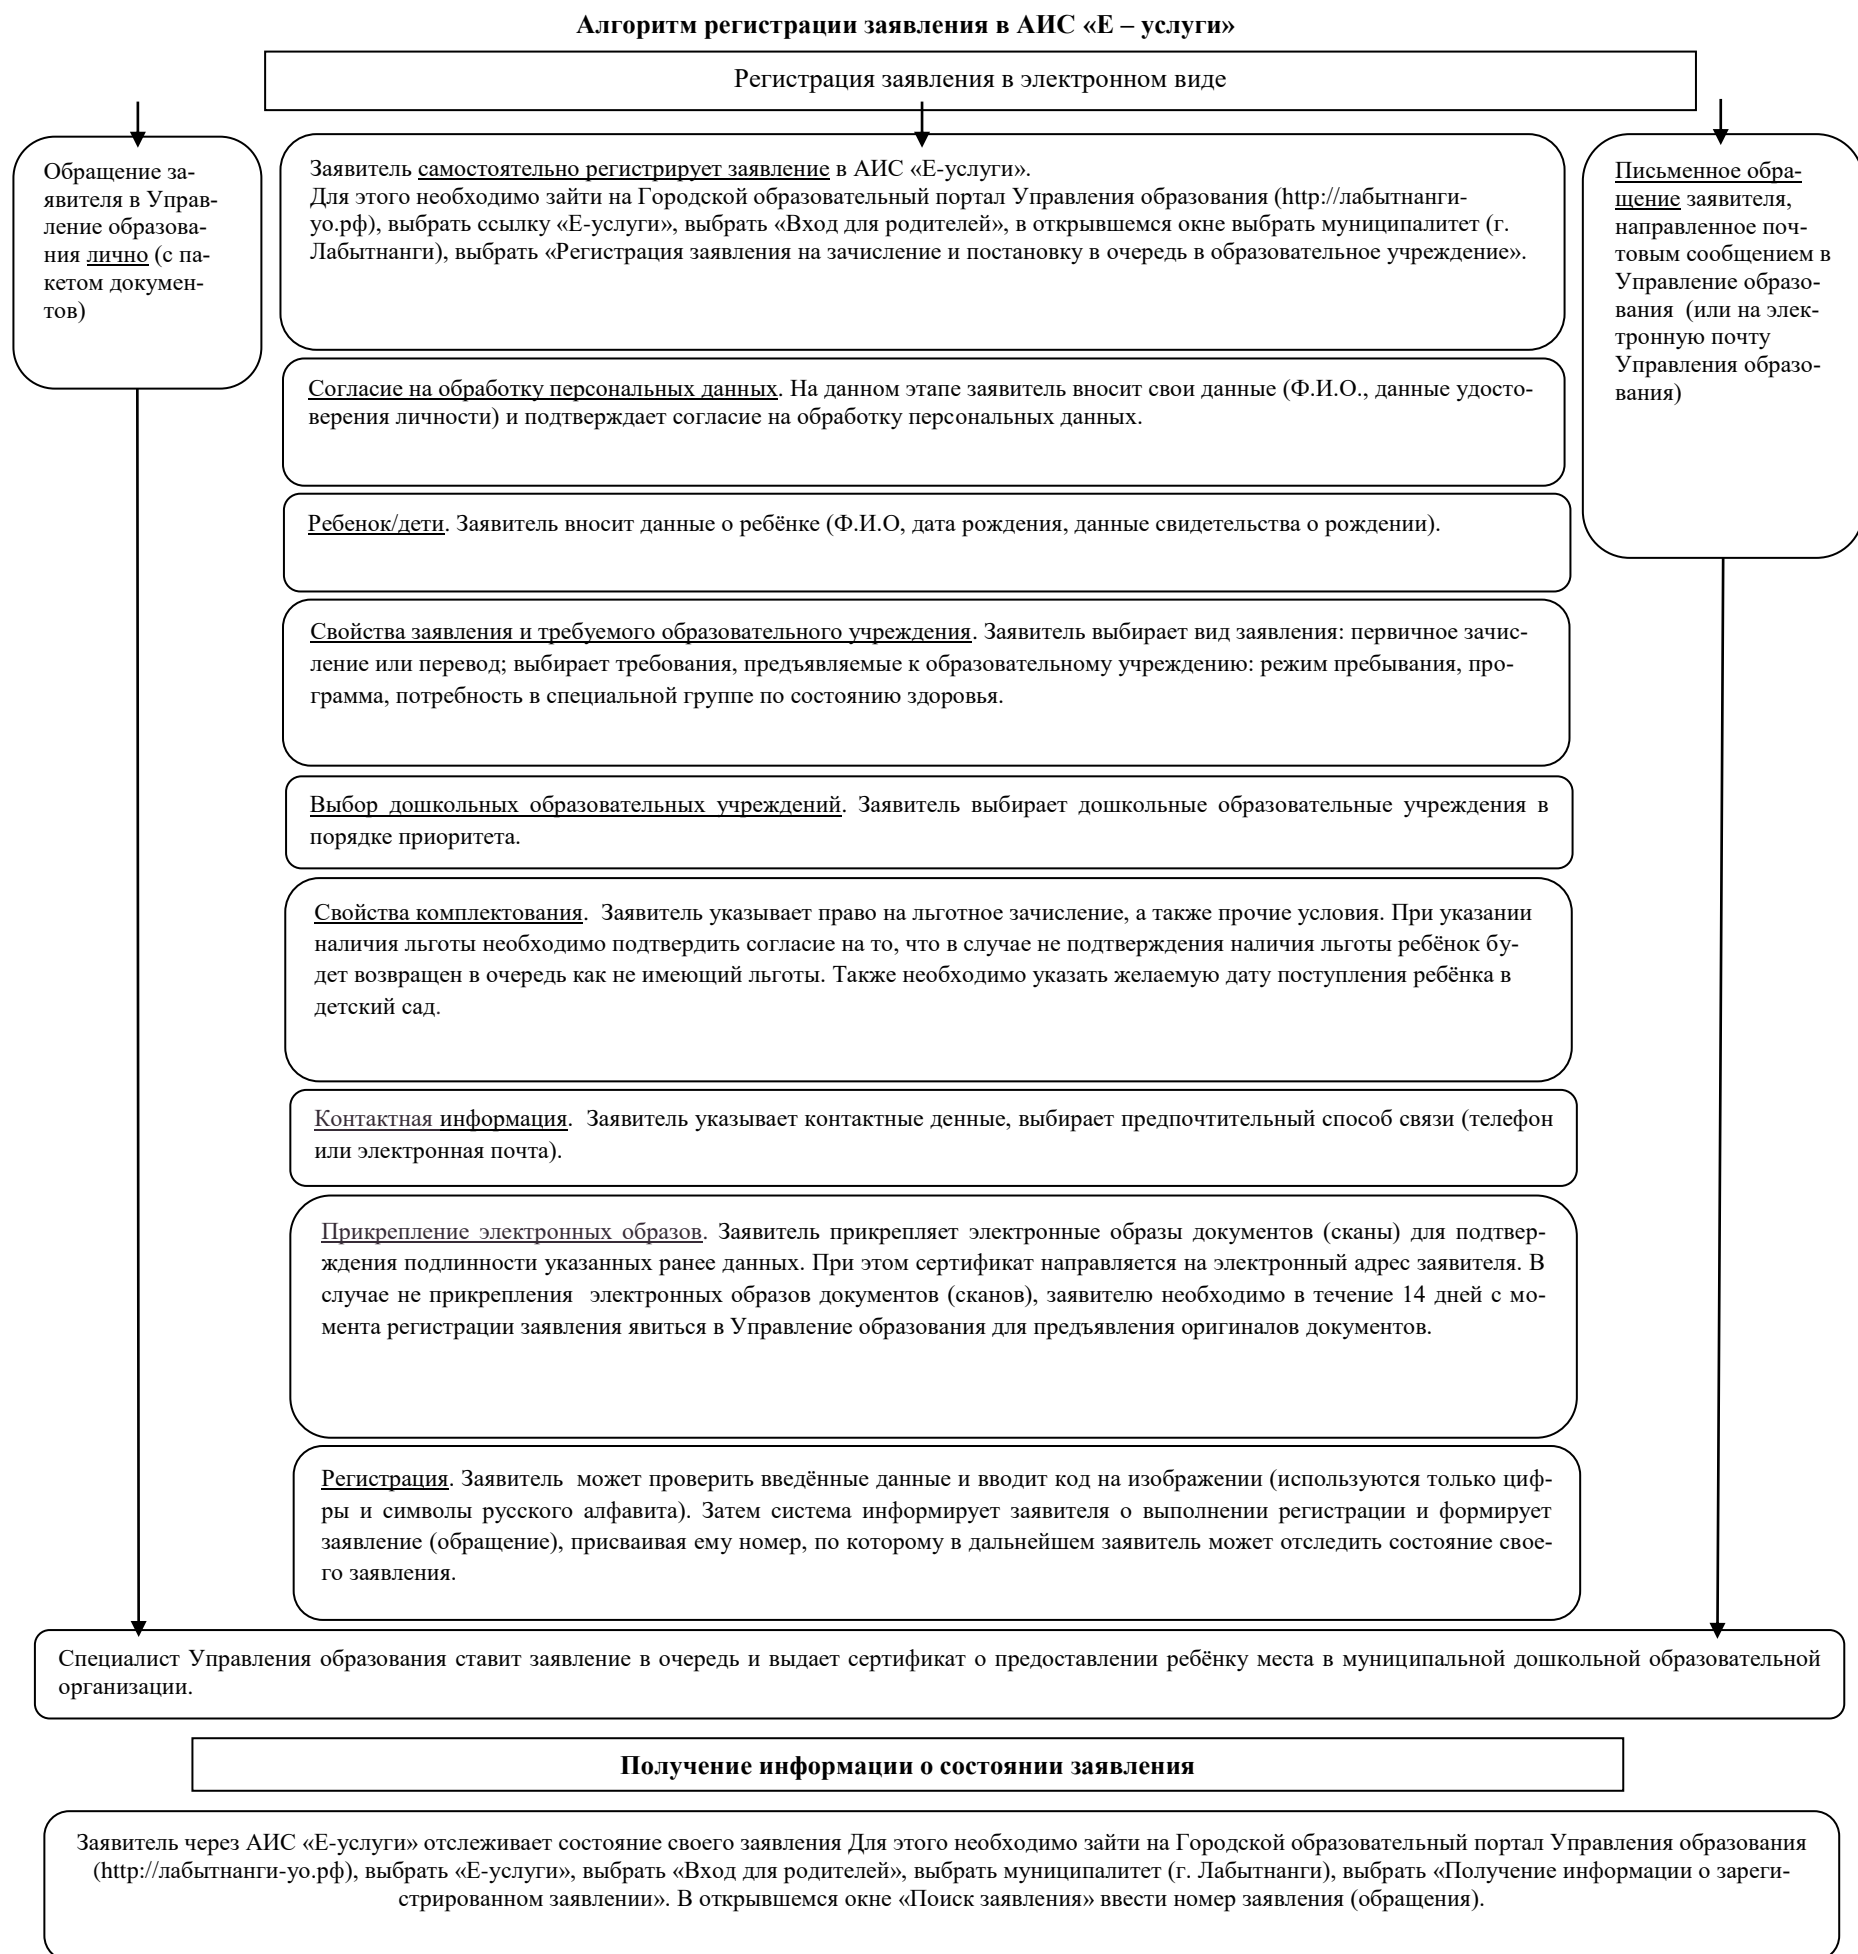 Алгоритм регистрации заявления в АИС «Е – услуги»
Регистрация заявления в электронном виде
Обращение за-
явителя в Управ-
ление образова-
ния лично (с па-
кетом докумен-
тов)
Заявитель самостоятельно регистрирует заявление в АИС «Е-услуги».
Для этого необходимо зайти на Городской образовательный портал Управления образования (http://лабытнанги-
уо.рф), выбрать ссылку «Е-услуги», выбрать «Вход для родителей», в открывшемся окне выбрать муниципалитет (г.
Лабытнанги), выбрать «Регистрация заявления на зачисление и постановку в очередь в образовательное учреждение».
Письменное обра-
щение заявителя,
направленное поч-
товым сообщением в
Управление образо-
вания  (или на элек-
тронную почту
Управления образо-
вания)
Согласие на обработку персональных данных. На данном этапе заявитель вносит свои данные (Ф.И.О., данные удосто-
верения личности) и подтверждает согласие на обработку персональных данных.
Ребенок/дети. Заявитель вносит данные о ребёнке (Ф.И.О, дата рождения, данные свидетельства о рождении).
Свойства заявления и требуемого образовательного учреждения. Заявитель выбирает вид заявления: первичное зачис-
ление или перевод; выбирает требования, предъявляемые к образовательному учреждению: режим пребывания, про-
грамма, потребность в специальной группе по состоянию здоровья.
Выбор дошкольных образовательных учреждений. Заявитель выбирает дошкольные образовательные учреждения в
порядке приоритета.
Свойства комплектования.  Заявитель указывает право на льготное зачисление, а также прочие условия. При указании
наличия льготы необходимо подтвердить согласие на то, что в случае не подтверждения наличия льготы ребёнок бу-
дет возвращен в очередь как не имеющий льготы. Также необходимо указать желаемую дату поступления ребёнка в
детский сад.
Контактная информация.  Заявитель указывает контактные денные, выбирает предпочтительный способ связи (телефон
или электронная почта).
Прикрепление электронных образов. Заявитель прикрепляет электронные образы документов (сканы) для подтвер-
ждения подлинности указанных ранее данных. При этом сертификат направляется на электронный адрес заявителя. В
случае не прикрепления  электронных образов документов (сканов), заявителю необходимо в течение 14 дней с мо-
мента регистрации заявления явиться в Управление образования для предъявления оригиналов документов.
Регистрация. Заявитель  может проверить введённые данные и вводит код на изображении (используются только циф-
ры и символы русского алфавита). Затем система информирует заявителя о выполнении регистрации и формирует
заявление (обращение), присваивая ему номер, по которому в дальнейшем заявитель может отследить состояние свое-
го заявления.
Специалист Управления образования ставит заявление в очередь и выдает сертификат о предоставлении ребёнку места в муниципальной дошкольной образовательной
организации.
Получение информации о состоянии заявления
Заявитель через АИС «Е-услуги» отслеживает состояние своего заявления Для этого необходимо зайти на Городской образовательный портал Управления образования
(http://лабытнанги-уо.рф), выбрать «Е-услуги», выбрать «Вход для родителей», выбрать муниципалитет (г. Лабытнанги), выбрать «Получение информации о зареги-
стрированном заявлении». В открывшемся окне «Поиск заявления» ввести номер заявления (обращения).